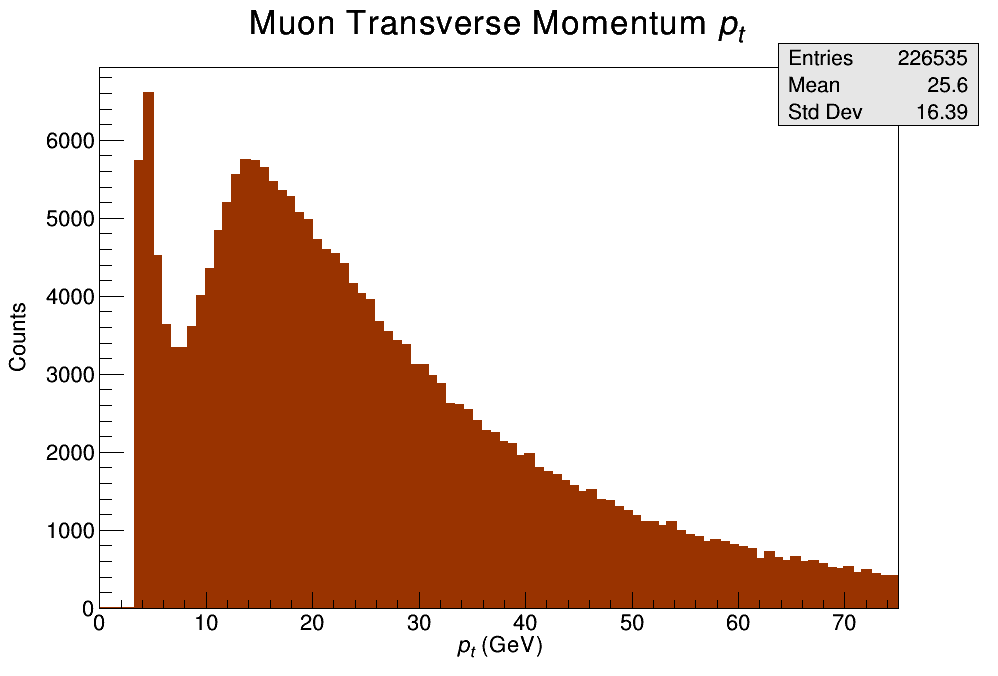 Muon Transverse Momentum pt
Entries 226535
Mean 25.6
Std Dev 16.39
6000
5000
4000
3000
2000
1000
0
Counts
0 10 20 30 40 50 60 70
pt (GeV)